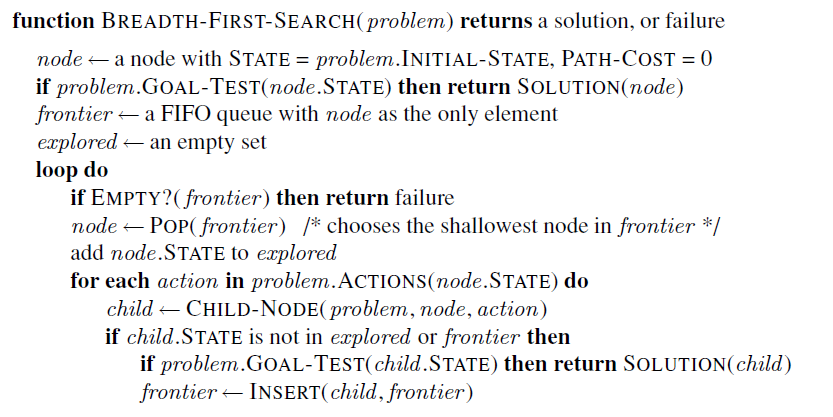 function BREADTH-FIRST-SEARCH(problem) returns a solution, or failure
node ← a node with STATE = problem.INITIAL-STATE, PATH-COST = 0
if problem.GOAL-TEST(node.STATE) then return SOLUTION(node)
frontier ← a FIFO queue with node as the only element
explored ← an empty set
loop do
if EMPTY?(frontier) then return failure
node ← POP(frontier) /* chooses the shallowest node in frontier */
add node.STATE to explored
for each action in problem.ACTIONS(node.STATE) do
child ← CHILD-NODE(problem, node, action)
if child.STATE is not in explored or frontier then
if problem.GOAL-TEST(child.STATE) then return SOLUTION(child)
frontier ← INSERT(child, frontier)